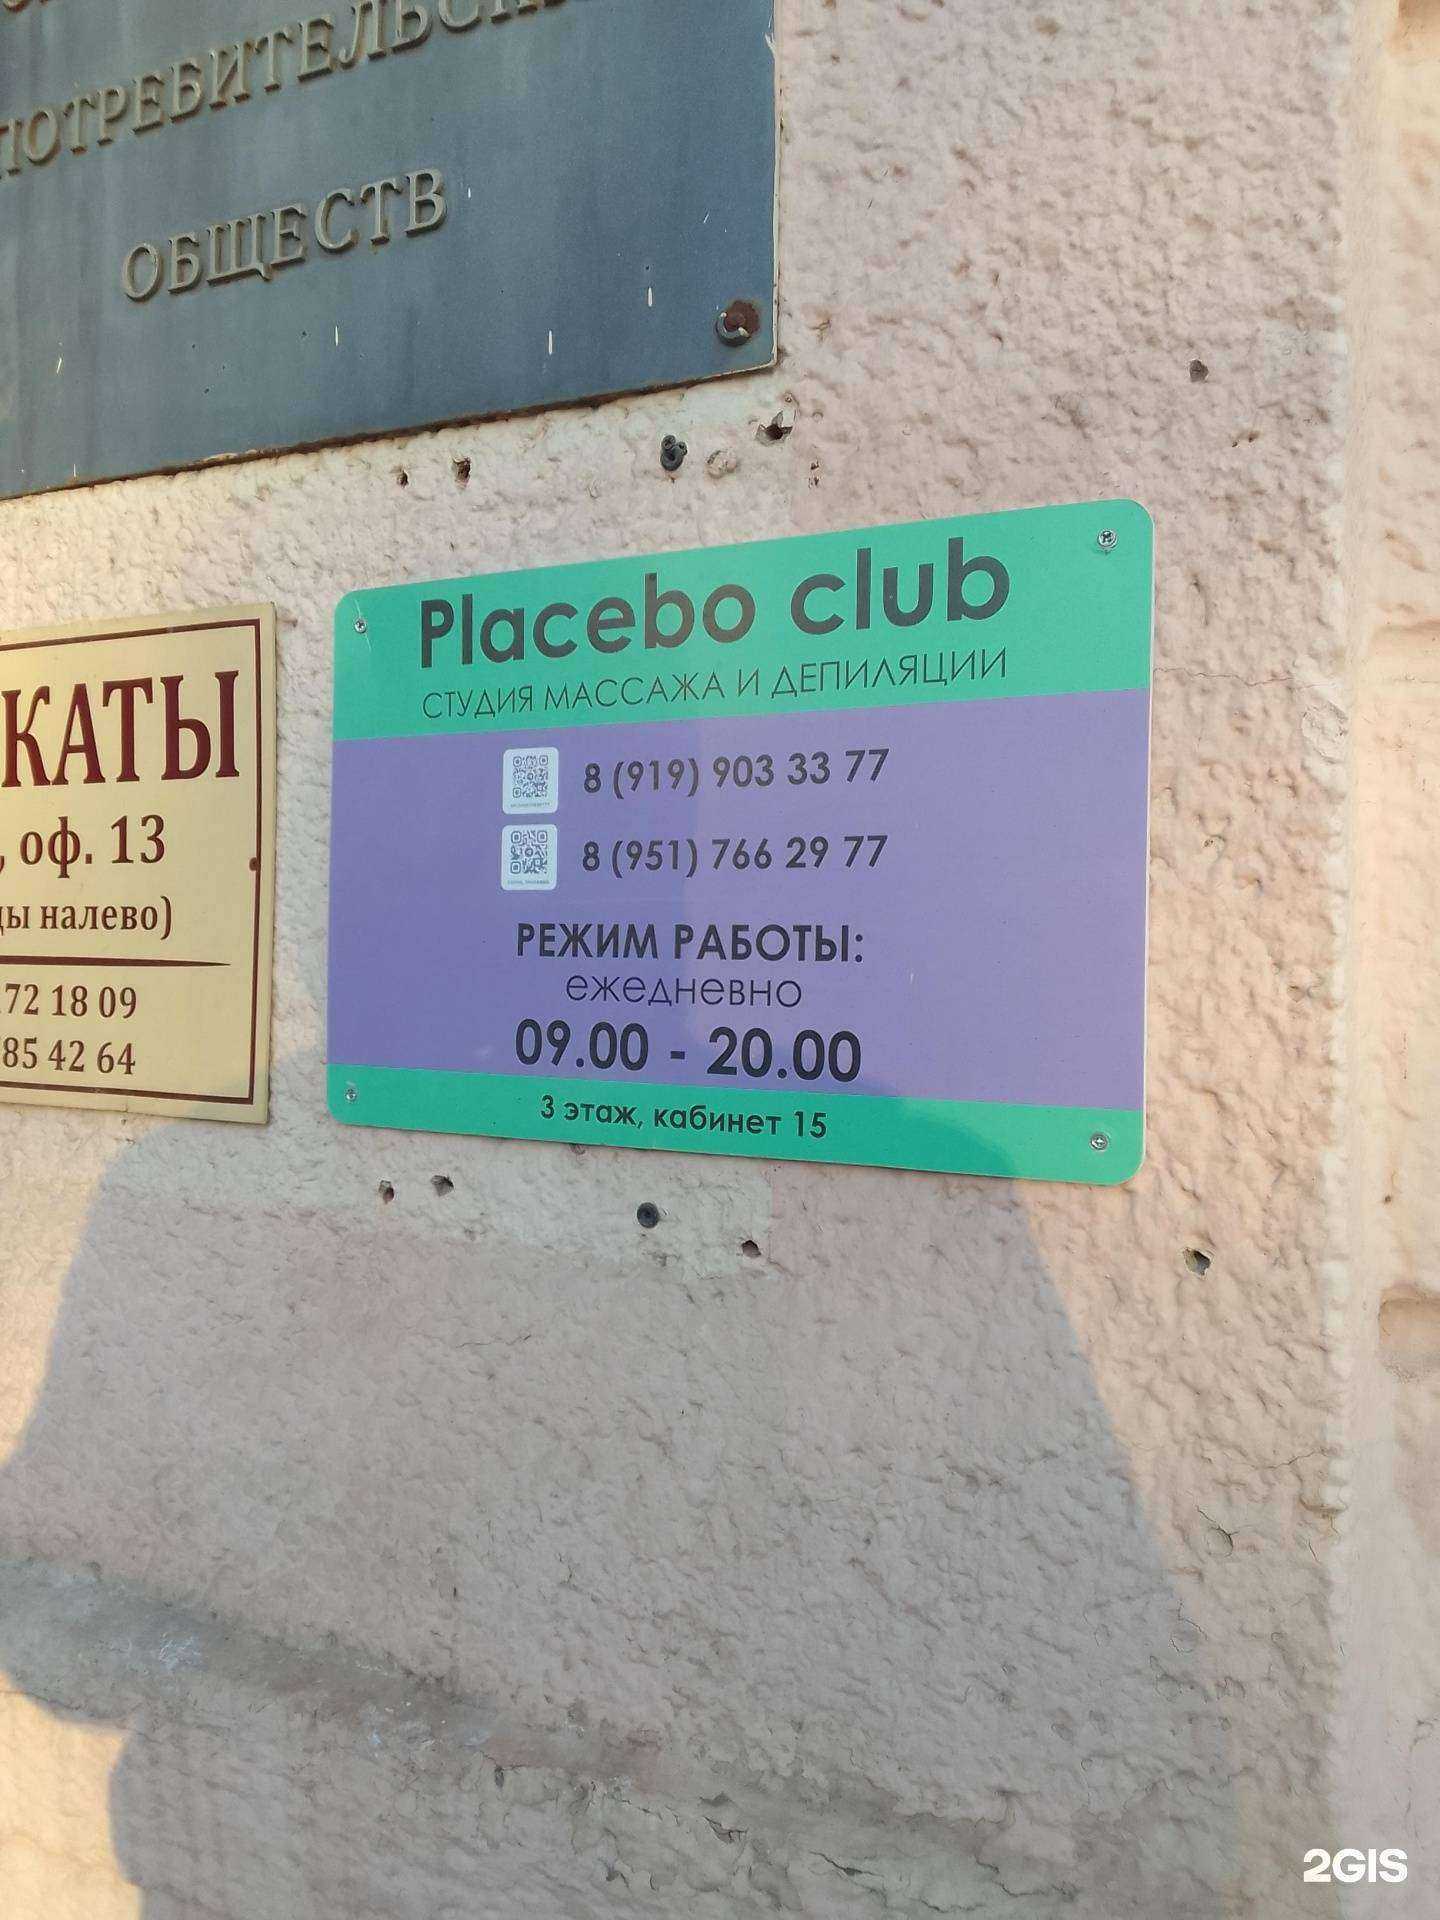 ПОТРЕБИТЕЛЬСКИ
ОБЩЕСТВ
КАТЫ
, оф. 13
цы налево)
72 18 09
85 42 64
Placebo club
СТУДИЯ МАССАЖА И ДЕПИЛЯЦИИ
8 (919) 903 33 77
8 (951) 766 29 77
РЕЖИМ РАБОТЫ:
ежедневно
09.00 - 20.00
3 этаж, кабинет 15
2GIS